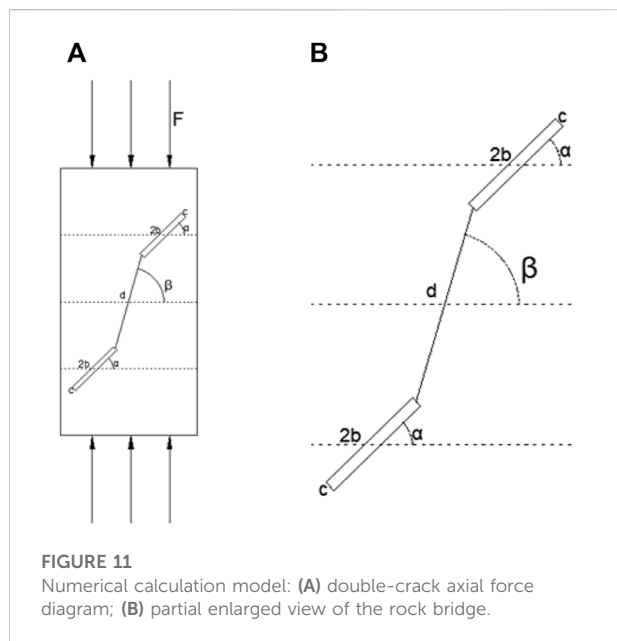 A
B
F
c
2b
α
β
d
2b
α
c
c
2b
α
β
d
2b
α
c
FIGURE 11
Numerical calculation model: (A) double-crack axial force
diagram; (B) partial enlarged view of the rock bridge.